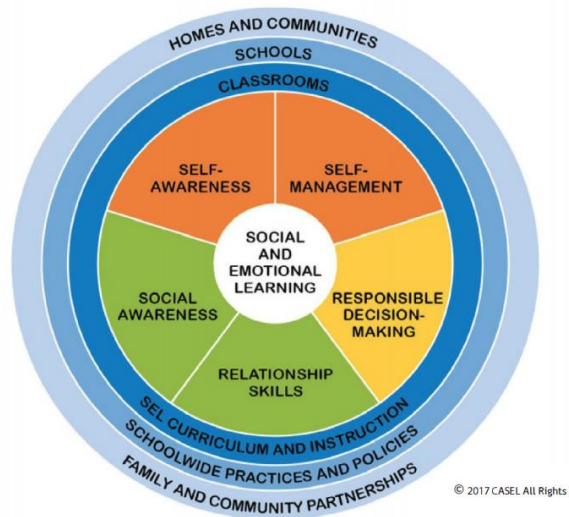 HOMES AND COMMUNITIES
SCHOOLS
CLASSROOMS
SELF-
AWARENESS
SELF-
MANAGEMENT
SOCIAL
AND
EMOTIONAL
LEARNING
SOCIAL
AWARENESS
RESPONSIBLE
DECISION-
MAKING
RELATIONSHIP
SKILLS
SEL CURRICULUM AND INSTRUCTION
SCHOOLWIDE PRACTICES AND POLICIES
FAMILY AND COMMUNITY PARTNERSHIPS
© 2017 CASEL All Rights